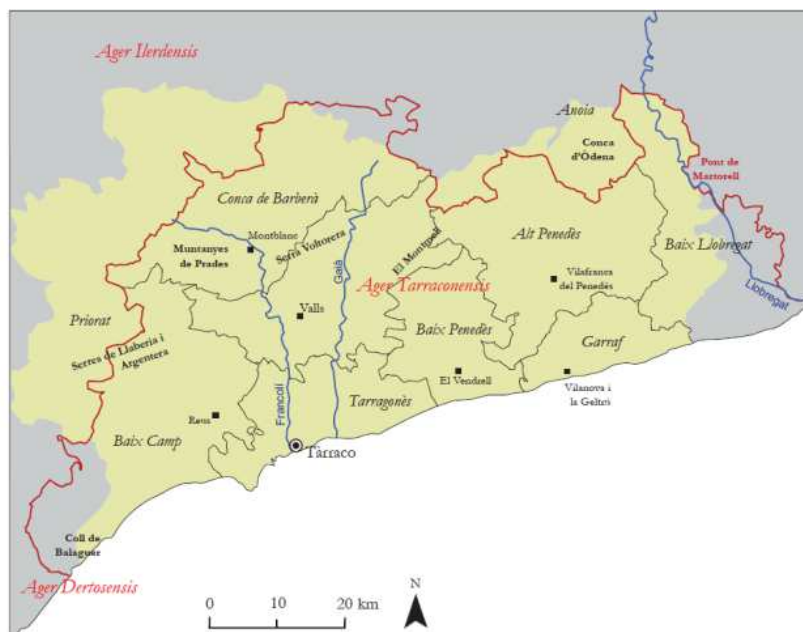 Ager Ilerdensis
Anoia
Conca
d'Òdena
Pont de
Martorell
Conca de Barberà
Montblanc
Serra Voltorera
Muntanyes
de Prades
Gaià
El Montmell
Alt Penedès
Baix Llobregat
Llobregat
Ager Tarraconensis
Vilafranca
del Penedès
Priorat
Valls
Serres de Llaberia i
Argentera
Baix Penedès
Garraf
El Vendrell
Vilanova i
la Geltrú
Francolí
Tarragonès
Reus
Baix Camp
Tàrraco
Coll de
Balaguer
Ager Dertosensis
N
0 10 20 km